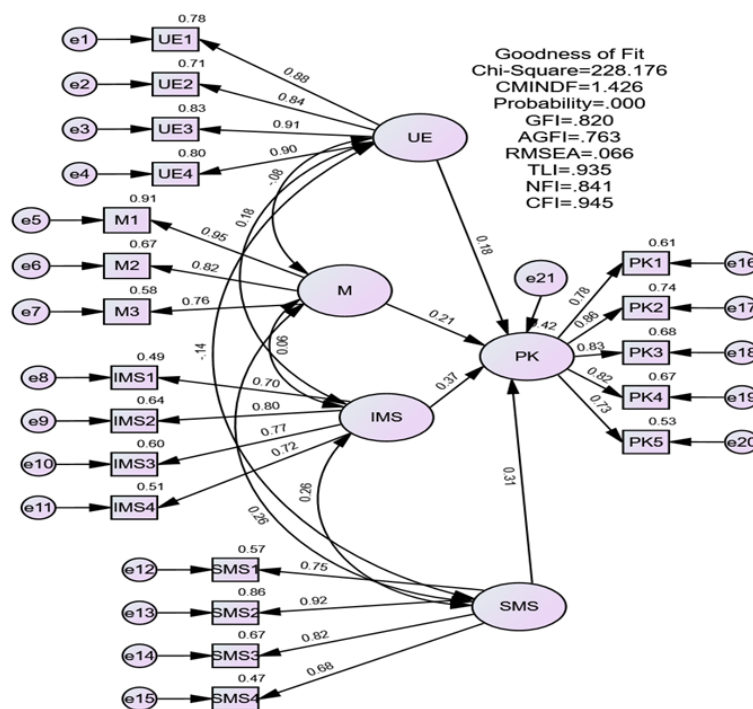 Goodness of Fit
Chi-Square=228.176
CMINDF=1.426
Probability=.000
GFI=.820
AGFI=.763
RMSEA=.066
TLI=.935
NFI=.841
CFI=.945
0.78
e1 UE1
0.88
0.71
e2 UE2
0.84
0.83
e3 UE3
0.91
0.80
e4 UE4
0.90
UE
-.08
0.18
0.18
-.14
0.91
e5 M1
0.95
0.67
e6 M2
0.82
0.58
e7 M3
0.76
M
0.21
0.06
0.49
e8 IMS1
0.70
0.64
e9 IMS2
0.80
0.60
e10 IMS3
0.77
0.51
e11 IMS4
0.72
IMS
0.37
0.26
0.26
0.57
e12 SMS1
0.75
0.86
e13 SMS2
0.92
0.67
e14 SMS3
0.82
0.47
e15 SMS4
0.68
SMS
0.31
e21
0.42
PK
0.61
PK1 e16
0.78
0.74
PK2 e17
0.86
0.68
PK3 e18
0.83
0.67
PK4 e19
0.82
0.53
PK5 e20
0.73